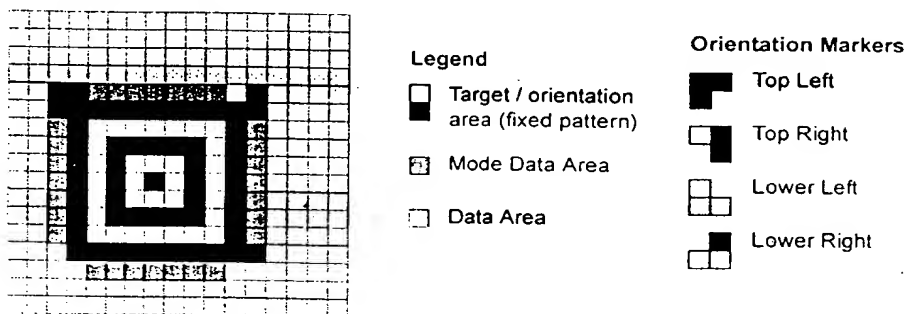 Legend
Target / orientation
area (fixed pattern)
Mode Data Area
Data Area
Orientation Markers
Top Left
Top Right
Lower Left
Lower Right